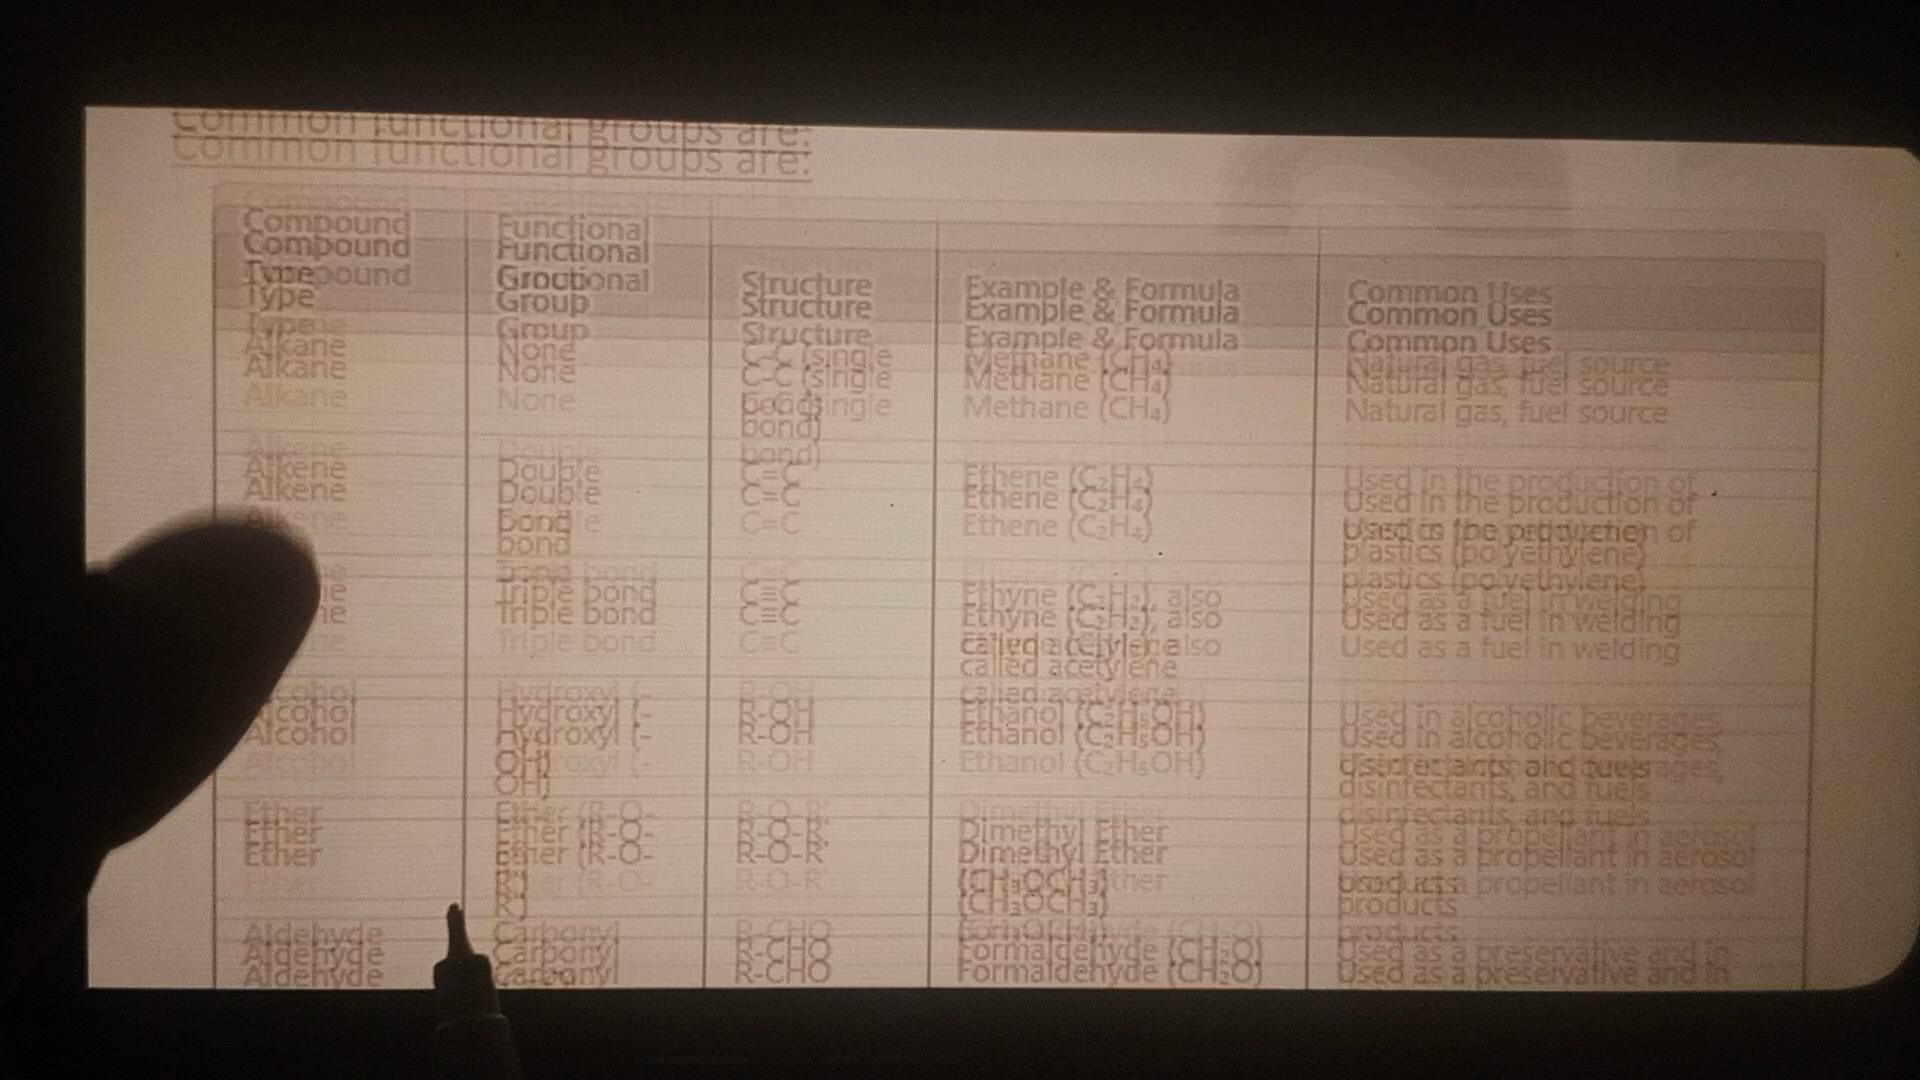 Common functional groups are:
Compound Type | Functional Group | Structure | Example & Formula | Common Uses
Alkane | None | C-C (single bond) | Methane (CH₄) | Natural gas, fuel source
Alkene | Double bond | C=C | Ethene (C₂H₄) | Used in the production of plastics (polyethylene)
Triple bond | C≡C | Ethyne (C₂H₂), also called acetylene | Used as a fuel in welding
Alcohol | Hydroxyl (-OH) | R-OH | Ethanol (C₂H₅OH) | Used in alcoholic beverages, disinfectants, and fuels
Ether | Ether (R-O-R') | R-O-R' | Dimethyl Ether (CH₃OCH₃) | Used as a propellant in aerosol products
Aldehyde | Carbonyl | R-CHO | Formaldehyde (CH₂O) | Used as a preservative and in